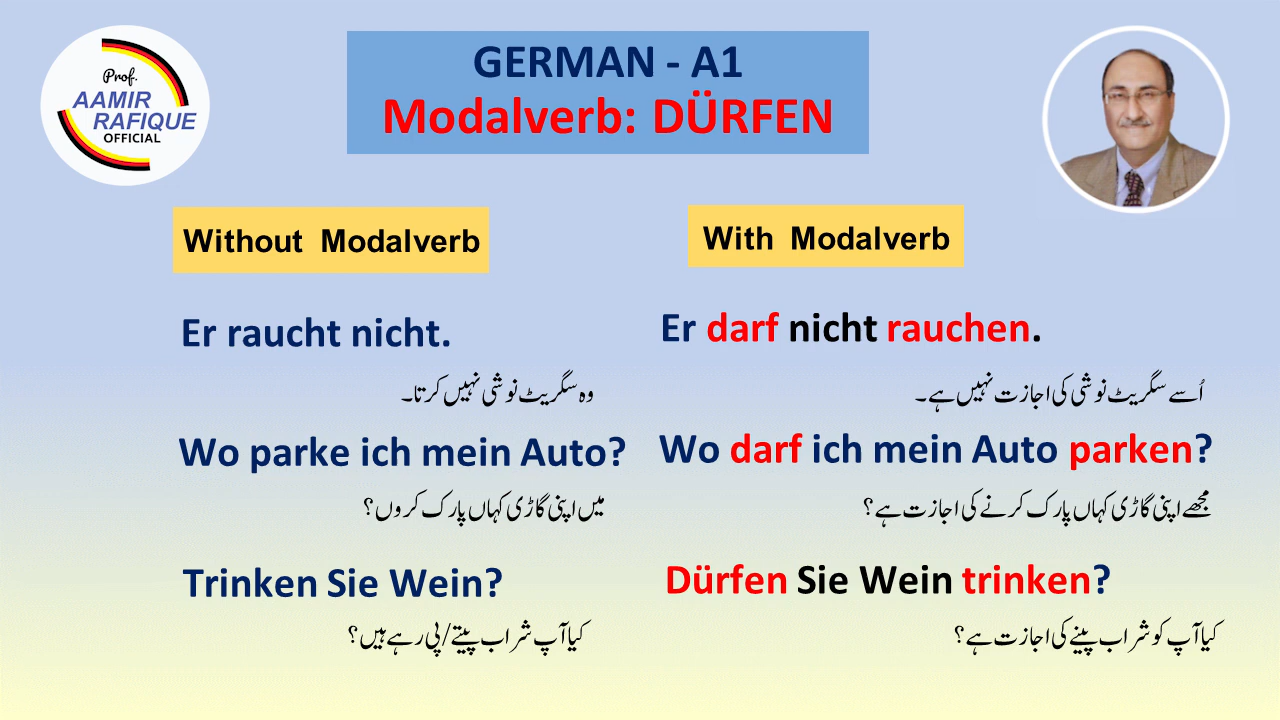 Prof.
AAMIR
RAFIQUE
OFFICIAL
GERMAN - A1
Modalverb: DÜRFEN
Without Modalverb
With Modalverb
Er raucht nicht.
Er darf nicht rauchen.
وہ سگریٹ نوشی نہیں کرتا۔
اُسے سگریٹ نوشی کی اجازت نہیں ہے۔
Wo parke ich mein Auto?
Wo darf ich mein Auto parken?
میں اپنی گاڑی کہاں پارک کروں؟
مجھے اپنی گاڑی کہاں پارک کرنے کی اجازت ہے؟
Trinken Sie Wein?
Dürfen Sie Wein trinken?
کیا آپ شراب پیتے/پی رہے ہیں؟
کیا آپ کو شراب پینے کی اجازت ہے؟